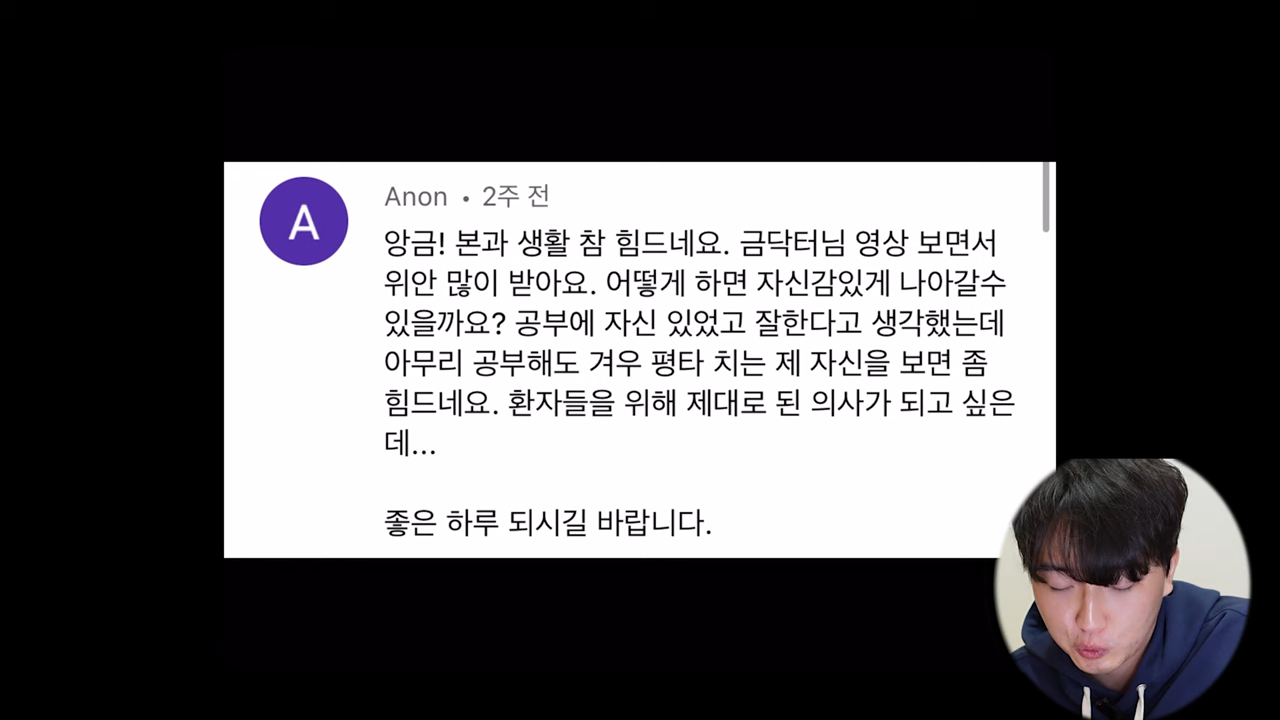 A
Anon • 2주 전
앙금! 본과 생활 참 힘드네요. 금닥터님 영상 보면서
위안 많이 받아요. 어떻게 하면 자신감있게 나아갈수
있을까요? 공부에 자신 있었고 잘한다고 생각했는데
아무리 공부해도 겨우 평타 치는 제 자신을 보면 좀
힘드네요. 환자들을 위해 제대로 된 의사가 되고 싶은
데...
좋은 하루 되시길 바랍니다.